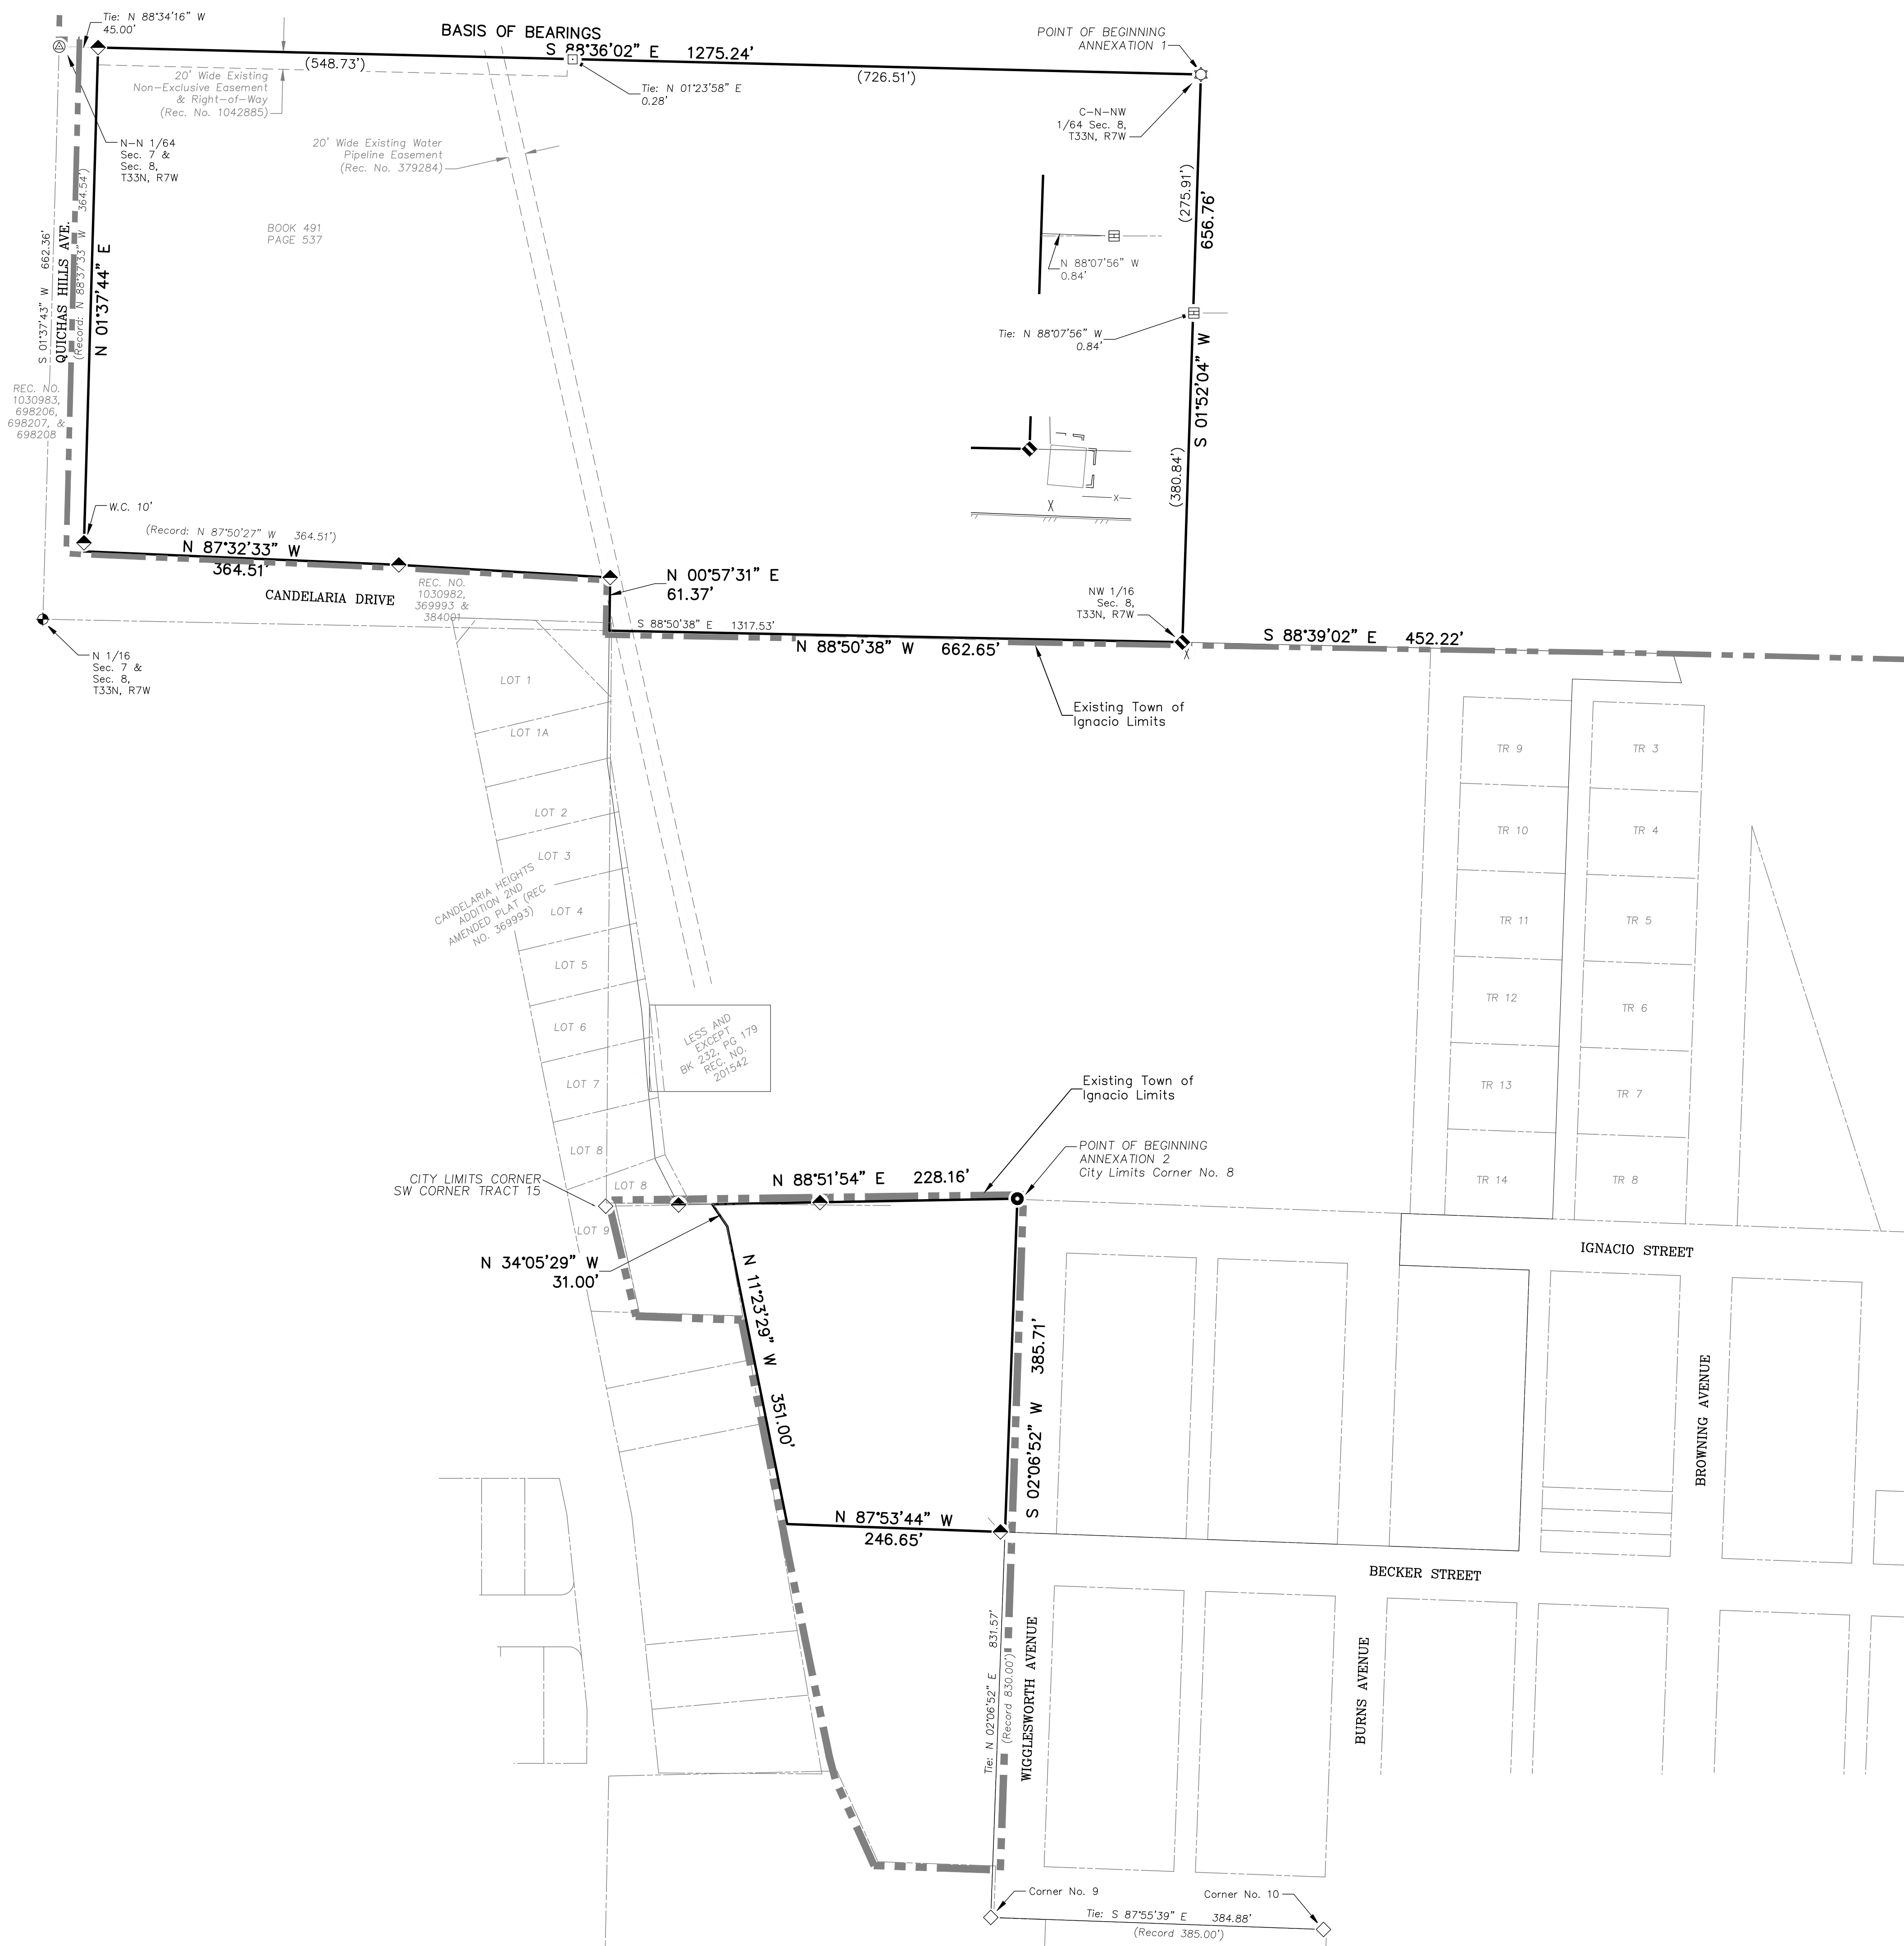 Tie: N 88°34'16" W
45.00'
BASIS OF BEARINGS
S 88°36'02" E 1275.24'
(548.73')
(726.51')
POINT OF BEGINNING
ANNEXATION 1
20' Wide Existing
Non-Exclusive Easement
& Right-of-Way
(Rec. No. 1042885)
Tie: N 01°23'58" E
0.28'
C-N-NW
1/64 Sec. 8,
T33N, R7W
N-N 1/64
Sec. 7 &
Sec. 8,
T33N, R7W
20' Wide Existing Water
Pipeline Easement
(Rec. No. 379284)
BOOK 491
PAGE 537
S 01°37'43" W 662.36'
QUICHAS HILLS AVE.
(Record: N 88°37'33" W 364.54')
N 01°37'44" E
(275.91')
656.76'
N 88°07'56" W
0.84'
Tie: N 88°07'56" W
0.84'
S 01°52'04" W
(380.84')
REC. NO.
1030983,
698206,
698207, &
698208
W.C. 10'
(Record: N 87°50'27" W 364.51')
N 87°32'33" W
364.51'
CANDELARIA DRIVE
REC. NO.
1030982,
369993 &
384001
N 00°57'31" E
61.37'
NW 1/16
Sec. 8,
T33N, R7W
S 88°50'38" E 1317.53'
N 88°50'38" W 662.65'
S 88°39'02" E 452.22'
X
X
X
N 1/16
Sec. 7 &
Sec. 8,
T33N, R7W
Existing Town of
Ignacio Limits
LOT 1
LOT 1A
LOT 2
LOT 3
LOT 4
LOT 5
LOT 6
LOT 7
LOT 8
LOT 8
LOT 9
CANDELARIA HEIGHTS
ADDITION 2ND
AMENDED PLAT (REC
NO. 369993)
LESS AND
EXCEPT
BK 232, PG 179
REC. NO.
201542
TR 9
TR 3
TR 10
TR 4
TR 11
TR 5
TR 12
TR 6
TR 13
TR 7
TR 14
TR 8
Existing Town of
Ignacio Limits
POINT OF BEGINNING
ANNEXATION 2
City Limits Corner No. 8
CITY LIMITS CORNER
SW CORNER TRACT 15
N 88°51'54" E 228.16'
N 34°05'29" W
31.00'
N 11°23'29" W 351.00'
S 02°06'52" W 385.71'
N 87°53'44" W
246.65'
IGNACIO STREET
BROWNING AVENUE
BECKER STREET
BURNS AVENUE
WIGGLESWORTH AVENUE
Tie: N 02°06'52" E 831.57'
(Record 830.00')
Corner No. 9
Corner No. 10
Tie: S 87°55'39" E 384.88'
(Record 385.00')